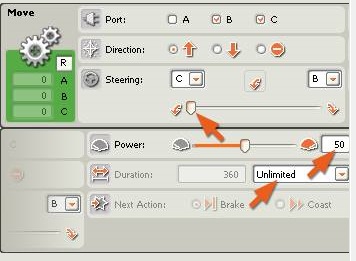 Move
Port: A B C
Direction:
R
0 A
0 B
0 C
Steering: C B
C
Power: 50
Duration: 360 Unlimited
B
Next Action: Brake Coast